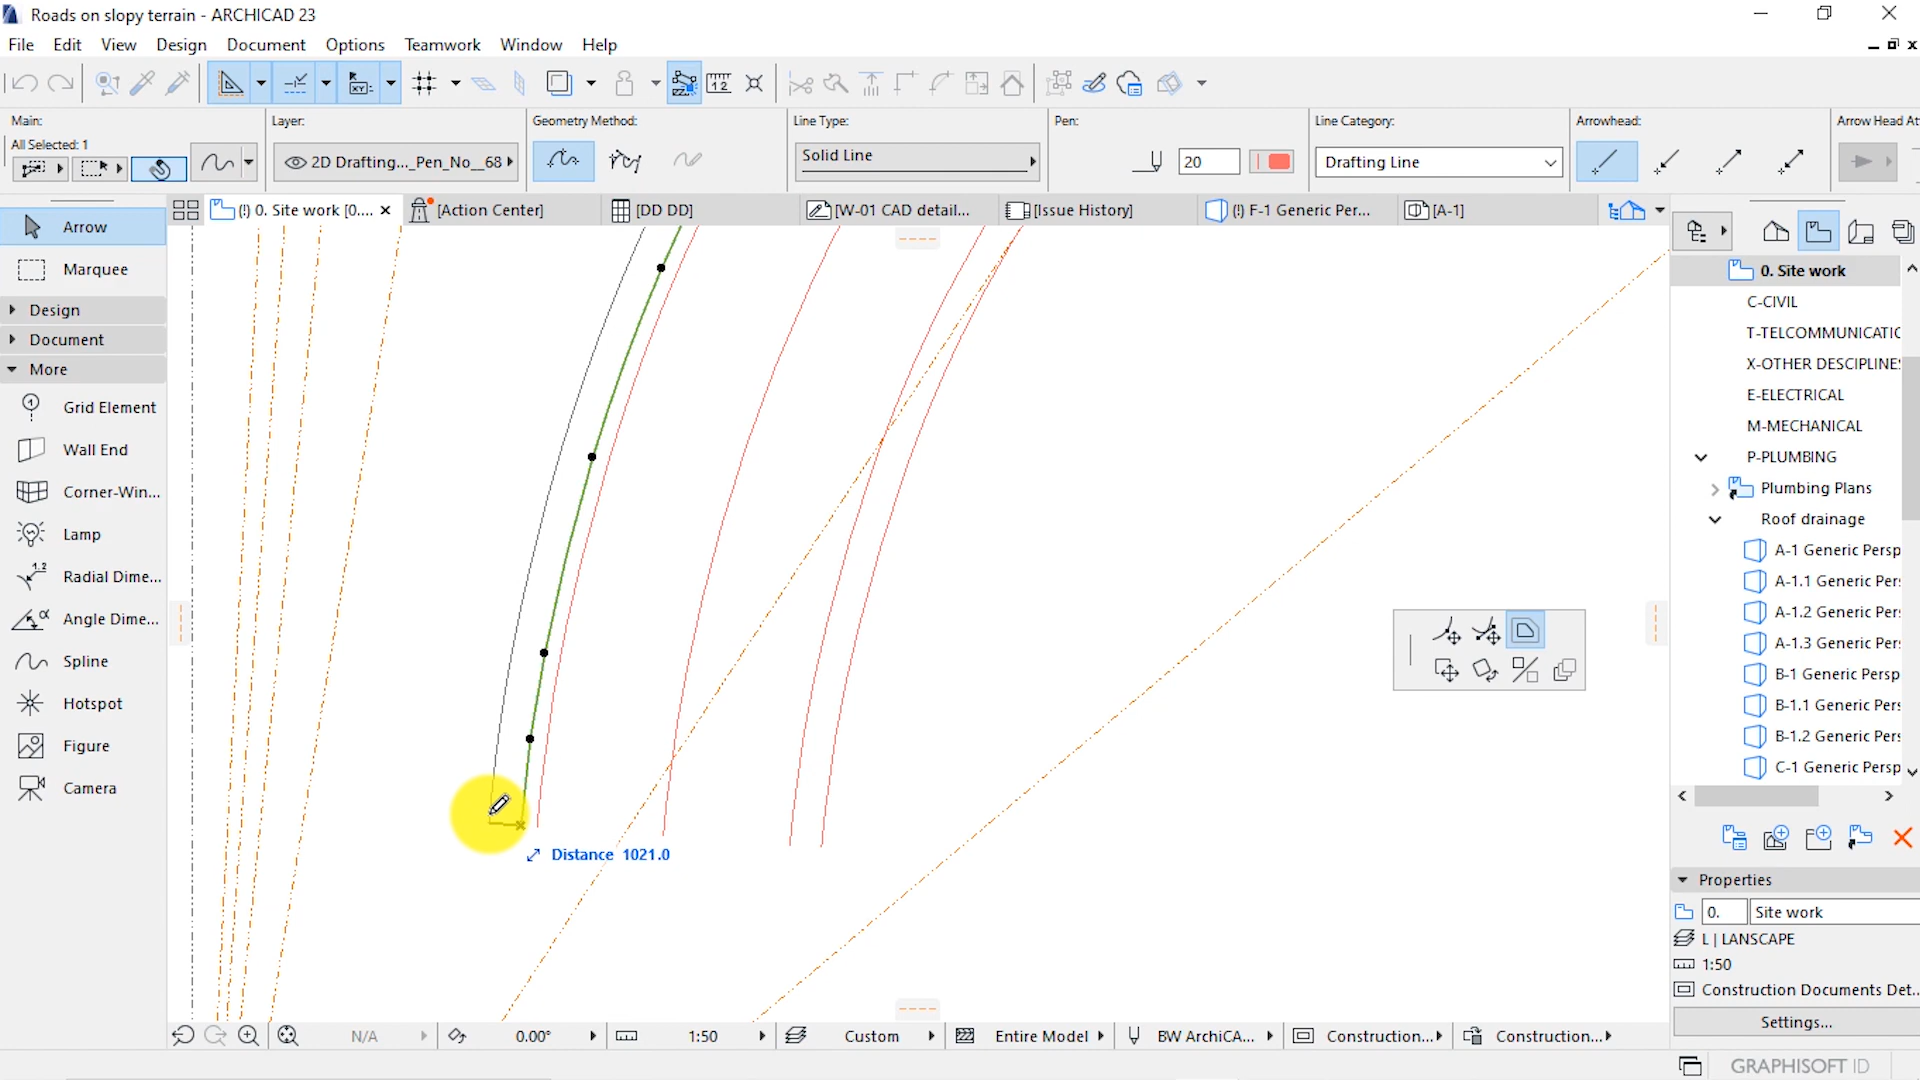 Roads on slopy terrain - ARCHICAD 23
File Edit View Design Document Options Teamwork Window Help
Main:
All Selected: 1
Layer:
2D Drafting..._Pen_No__68
Geometry Method:
Line Type:
Solid Line
Pen:
20
Line Category:
Drafting Line
Arrowhead:
Arrow Head At
(!) 0. Site work [0....
[Action Center]
[DD DD]
[W-01 CAD detail...
[Issue History]
(!) F-1 Generic Per...
[A-1]
Arrow
Marquee
Design
Document
More
Grid Element
Wall End
Corner-Win...
Lamp
Radial Dime...
Angle Dime...
Spline
Hotspot
Figure
Camera
Distance 1021.0
0. Site work
C-CIVIL
T-TELCOMMUNICATIC
X-OTHER DESCIPLINE
E-ELECTRICAL
M-MECHANICAL
P-PLUMBING
Plumbing Plans
Roof drainage
A-1 Generic Persp
A-1.1 Generic Per
A-1.2 Generic Per
A-1.3 Generic Per
B-1 Generic Persp
B-1.1 Generic Per
B-1.2 Generic Per
C-1 Generic Persp
Properties
0. Site work
L | LANSCAPE
1:50
Construction Documents Det..
Settings...
N/A
0.00°
1:50
Custom
Entire Model
BW ArchiCA...
Construction...
Construction...
GRAPHISOFT ID